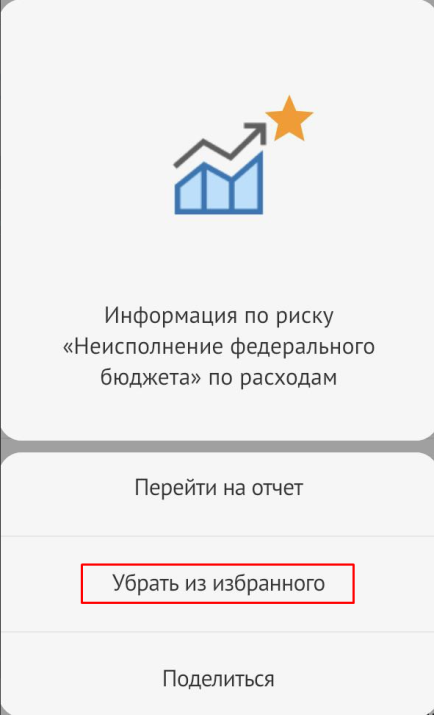 Информация по риску
«Неисполнение федерального
бюджета» по расходам
Перейти на отчет
Убрать из избранного
Поделиться